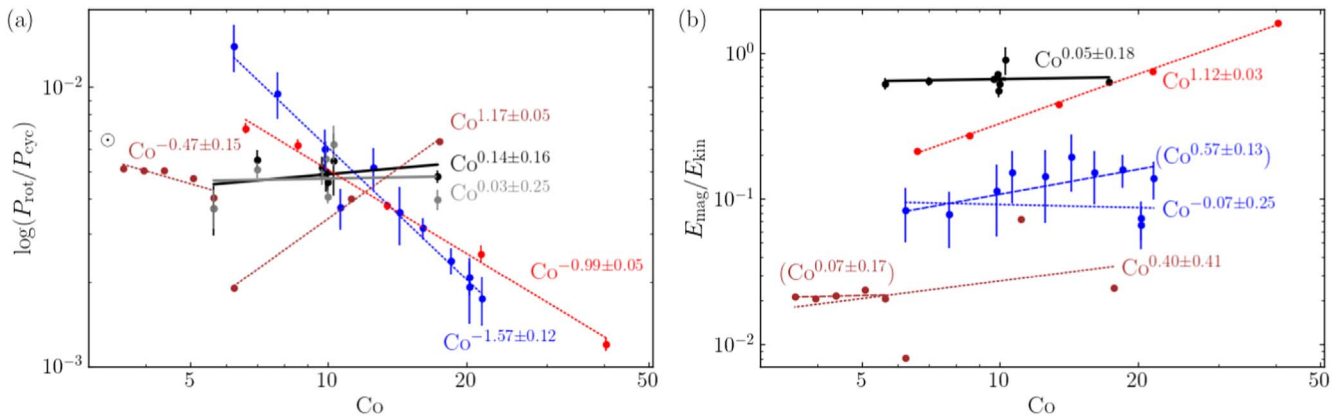 (a)
log(P_rot/P_cyc)
10^−2
10^−3
⊙
Co^−0.47±0.15
Co^1.17±0.05
Co^0.14±0.16
Co^0.03±0.25
Co^−0.99±0.05
Co^−1.57±0.12
5 10 20 50
Co
(b)
E_mag/E_kin
10^0
10^−1
10^−2
Co^0.05±0.18
Co^1.12±0.03
(Co^0.57±0.13)
Co^−0.07±0.25
(Co^0.07±0.17)
Co^0.40±0.41
5 10 20 50
Co